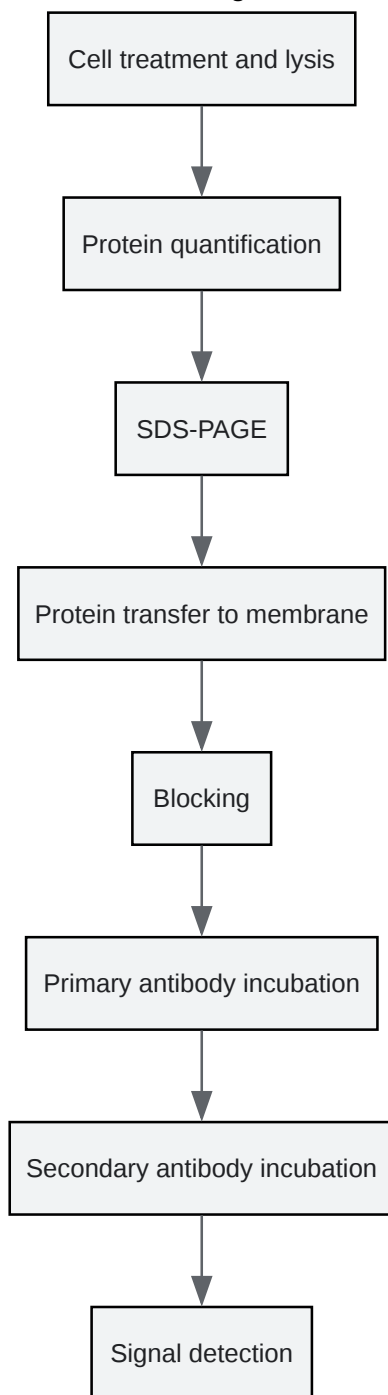 Cell treatment and lysis
Protein quantification
SDS-PAGE
Protein transfer to membrane
Blocking
Primary antibody incubation
Secondary antibody incubation
Signal detection